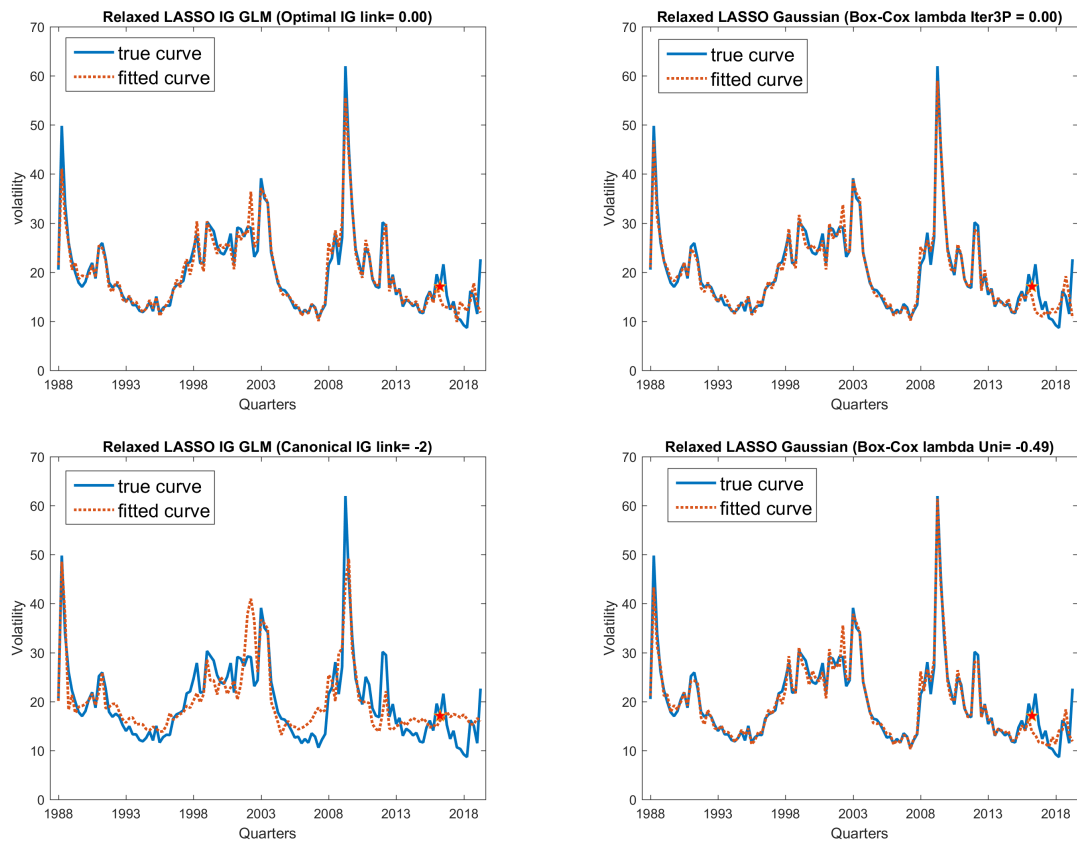 Relaxed LASSO IG GLM (Optimal IG link= 0.00)
70
60
50
40
30
20
10
0
volatility
true curve
fitted curve
1988 1993 1998 2003 2008 2013 2018
Quarters
Relaxed LASSO Gaussian (Box-Cox lambda Iter3P = 0.00)
70
60
50
40
30
20
10
0
Volatility
true curve
fitted curve
1988 1993 1998 2003 2008 2013 2018
Quarters
Relaxed LASSO IG GLM (Canonical IG link= -2)
70
60
50
40
30
20
10
0
Volatility
true curve
fitted curve
1988 1993 1998 2003 2008 2013 2018
Quarters
Relaxed LASSO Gaussian (Box-Cox lambda Uni= -0.49)
70
60
50
40
30
20
10
0
Volatility
true curve
fitted curve
1988 1993 1998 2003 2008 2013 2018
Quarters